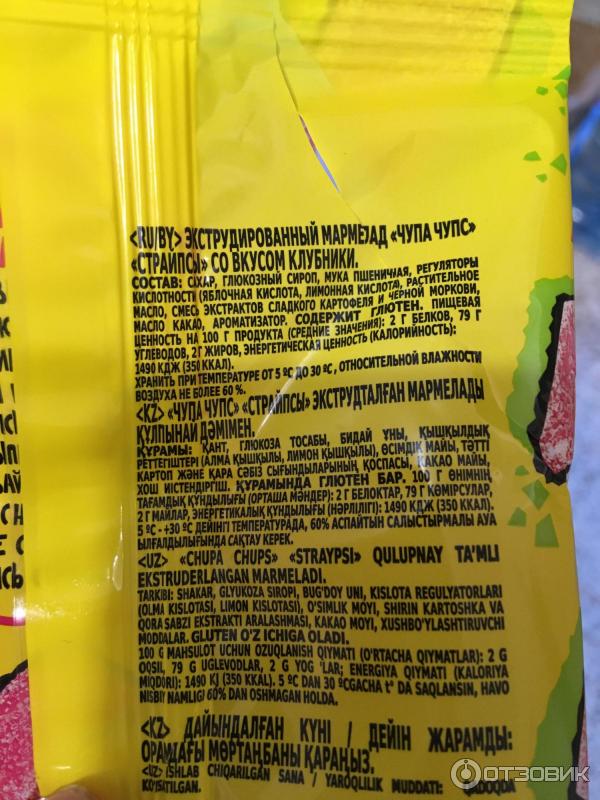 <RU/BY> ЭКСТРУДИРОВАННЫЙ МАРМЕЛАД «ЧУПА ЧУПС»
«СТРАЙПСЫ» СО ВКУСОМ КЛУБНИКИ.
СОСТАВ: САХАР, ГЛЮКОЗНЫЙ СИРОП, МУКА ПШЕНИЧНАЯ, РЕГУЛЯТОРЫ
КИСЛОТНОСТИ (ЯБЛОЧНАЯ КИСЛОТА, ЛИМОННАЯ КИСЛОТА), РАСТИТЕЛЬНОЕ
МАСЛО, СМЕСЬ ЭКСТРАКТОВ СЛАДКОГО КАРТОФЕЛЯ И ЧЕРНОЙ МОРКОВИ,
МАСЛО КАКАО, АРОМАТИЗАТОР. СОДЕРЖИТ ГЛЮТЕН. ПИЩЕВАЯ
ЦЕННОСТЬ НА 100 Г ПРОДУКТА (СРЕДНИЕ ЗНАЧЕНИЯ): 2 Г БЕЛКОВ, 79 Г
УГЛЕВОДОВ, 2 Г ЖИРОВ, ЭНЕРГЕТИЧЕСКАЯ ЦЕННОСТЬ (КАЛОРИЙНОСТЬ):
1490 КДЖ (350 ККАЛ).
ХРАНИТЬ ПРИ ТЕМПЕРАТУРЕ ОТ 5 ºС ДО 30 ºС, ОТНОСИТЕЛЬНОЙ ВЛАЖНОСТИ
ВОЗДУХА НЕ БОЛЕЕ 60 %.
<KZ> «ЧУПА ЧУПС» «СТРАЙПСЫ» ЭКСТРУДТАЛҒАН МАРМЕЛАДЫ
ҚҰЛПЫНАЙ ДӘМІМЕН.
ҚҰРАМЫ: ҚАНТ, ГЛЮКОЗА ТОСАБЫ, БИДАЙ ҰНЫ, ҚЫШҚЫЛДЫҚ
РЕТТЕГІШТЕРІ (АЛМА ҚЫШҚЫЛЫ, ЛИМОН ҚЫШҚЫЛЫ), ӨСІМДІК МАЙЫ, ТӘТТІ
КАРТОП ЖӘНЕ ҚАРА СӘБІЗ СЫҒЫНДЫЛАРЫНЫҢ ҚОСПАСЫ, КАКАО МАЙЫ,
ХОШ ИІСТЕНДІРГІШ. ҚҰРАМЫНДА ГЛЮТЕН БАР. 100 Г ӨНІМНІҢ
ТАҒАМДЫҚ ҚҰНДЫЛЫҒЫ (ОРТАША МӘНДЕР): 2 Г БЕЛОКТАР, 79 Г КӨМІРСУЛАР,
2 Г МАЙЛАР, ЭНЕРГЕТИКАЛЫҚ ҚҰНДЫЛЫҒЫ (НӘРЛІЛІГІ): 1490 КДЖ (350 ККАЛ).
5 ºС - +30 ºС ДЕЙІНГІ ТЕМПЕРАТУРАДА, 60% АСПАЙТЫН САЛЫСТЫРМАЛЫ АУА
ЫЛҒАЛДЫЛЫҒЫНДА САҚТАУ КЕРЕК.
<UZ> «CHUPA CHUPS» «STRAYPSI» QULUPNAY TA'MLI
EKSTRUDERLANGAN MARMELADI.
TARKIBI: SHAKAR, GLYUKOZA SIROPI, BUG'DOY UNI, KISLOTA REGULYATORLARI
(OLMA KISLOTASI, LIMON KISLOTASI), O'SIMLIK MOYI, SHIRIN KARTOSHKA VA
QORA SABZI EKSTRAKTI ARALASHMASI, KAKAO MOYI, XUSHBO'YLASHTIRUVCHI
MODDALAR. GLUTEN O'Z ICHIGA OLADI.
100 G MAHSULOT UCHUN OZUQLANISH QIYMATI (O'RTACHA QIYMATLAR): 2 G
OQSIL, 79 G UGLEVODLAR, 2 G YOG 'LAR; ENERGIYA QIYMATI (KALORIYA
MIQDORI): 1490 KJ (350 KCAL). 5 ºC DAN 30 ºCGACHA t° DA SAQLANSIN, HAVO
NISBIY NAMLIGI 60% DAN OSHMAGAN HOLDA.
<KZ> ДАЙЫНДАЛҒАН КҮНІ / ДЕЙІН ЖАРАМДЫ:
ОРАМДАҒЫ МӨРТАҢБАНЫ ҚАРАҢЫЗ.
<UZ> ISHLAB CHIQARILGAN SANA / YAROQLILIK MUDDATI: QADOQDA
KO'RSATILGAN.
ОТЗОВИК